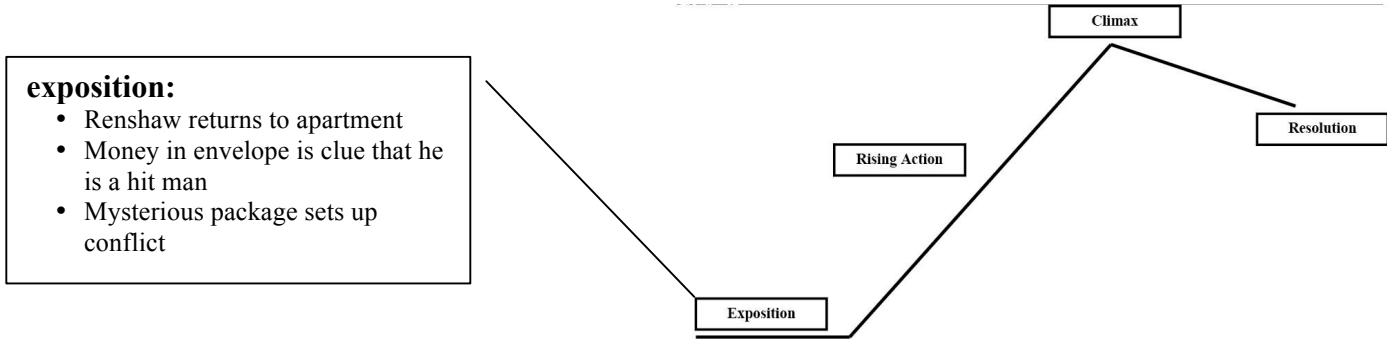 exposition:
• Renshaw returns to apartment
• Money in envelope is clue that he
is a hit man
• Mysterious package sets up
conflict
Climax
Resolution
Rising Action
Exposition